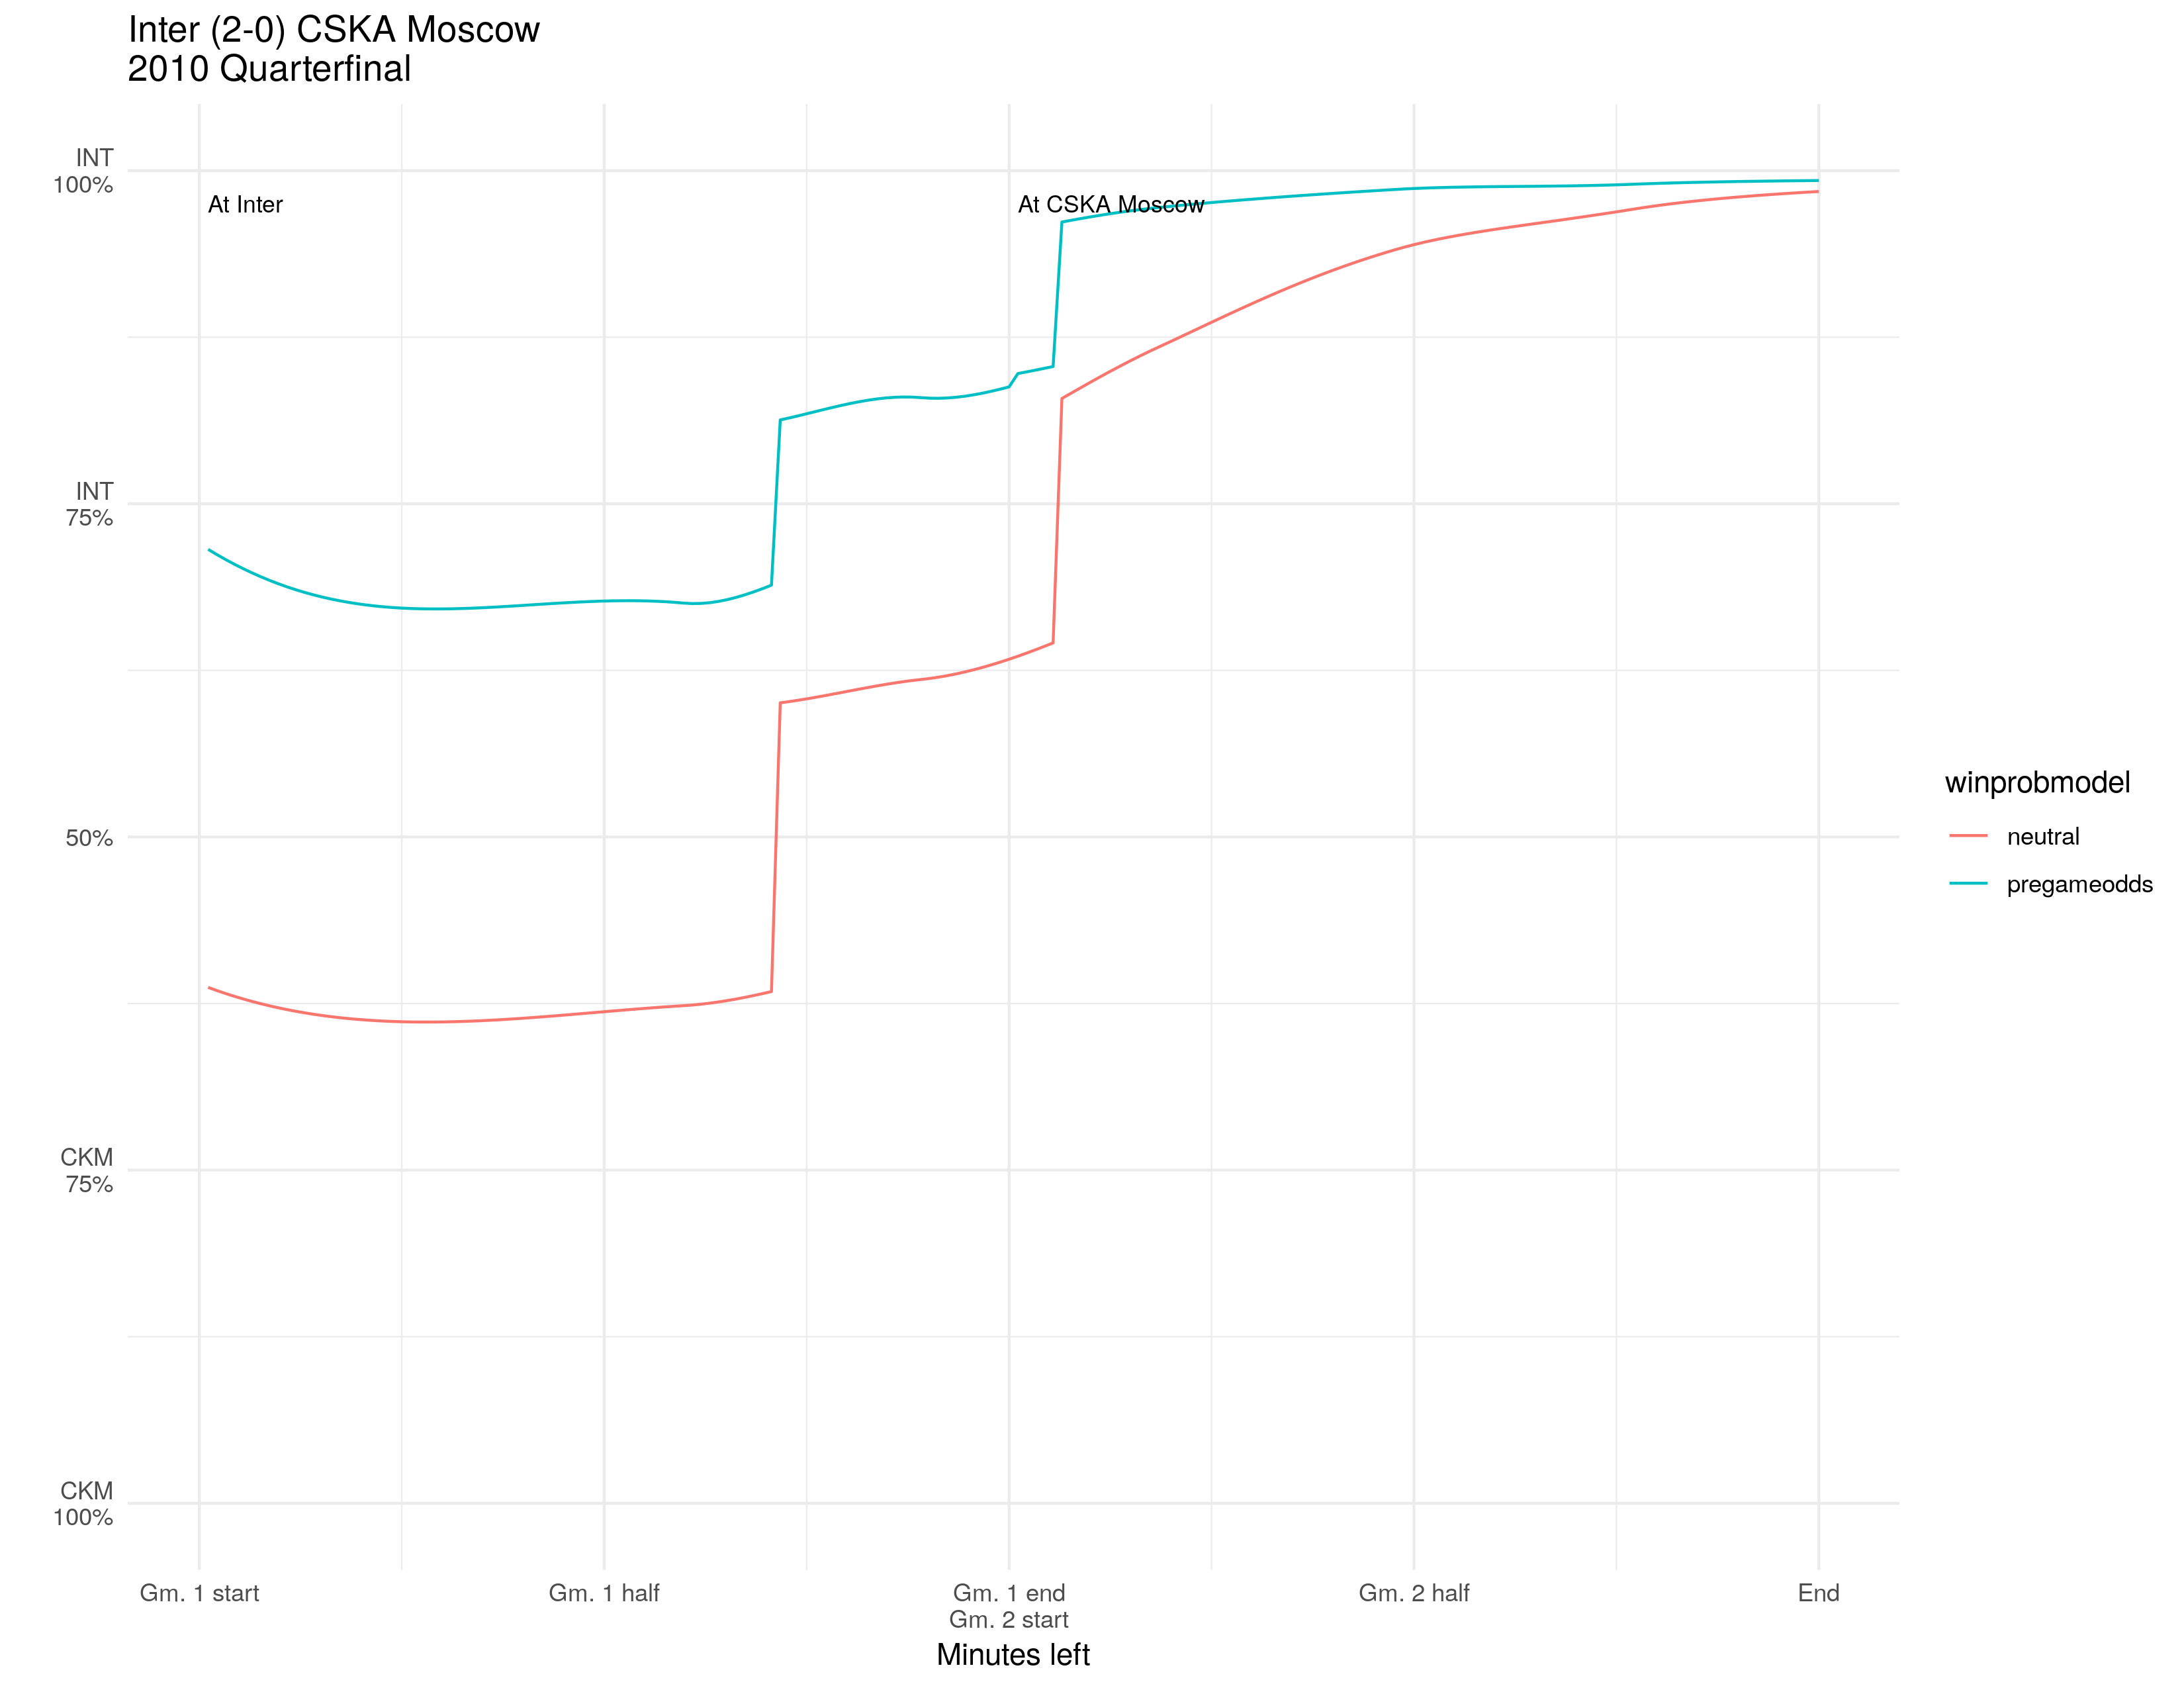 Inter (2-0) CSKA Moscow
2010 Quarterfinal
INT
100%
At Inter
At CSKA Moscow
INT
75%
50%
CKM
75%
CKM
100%
winprobmodel
neutral
pregameodds
Gm. 1 start
Gm. 1 half
Gm. 1 end
Gm. 2 start
Gm. 2 half
End
Minutes left